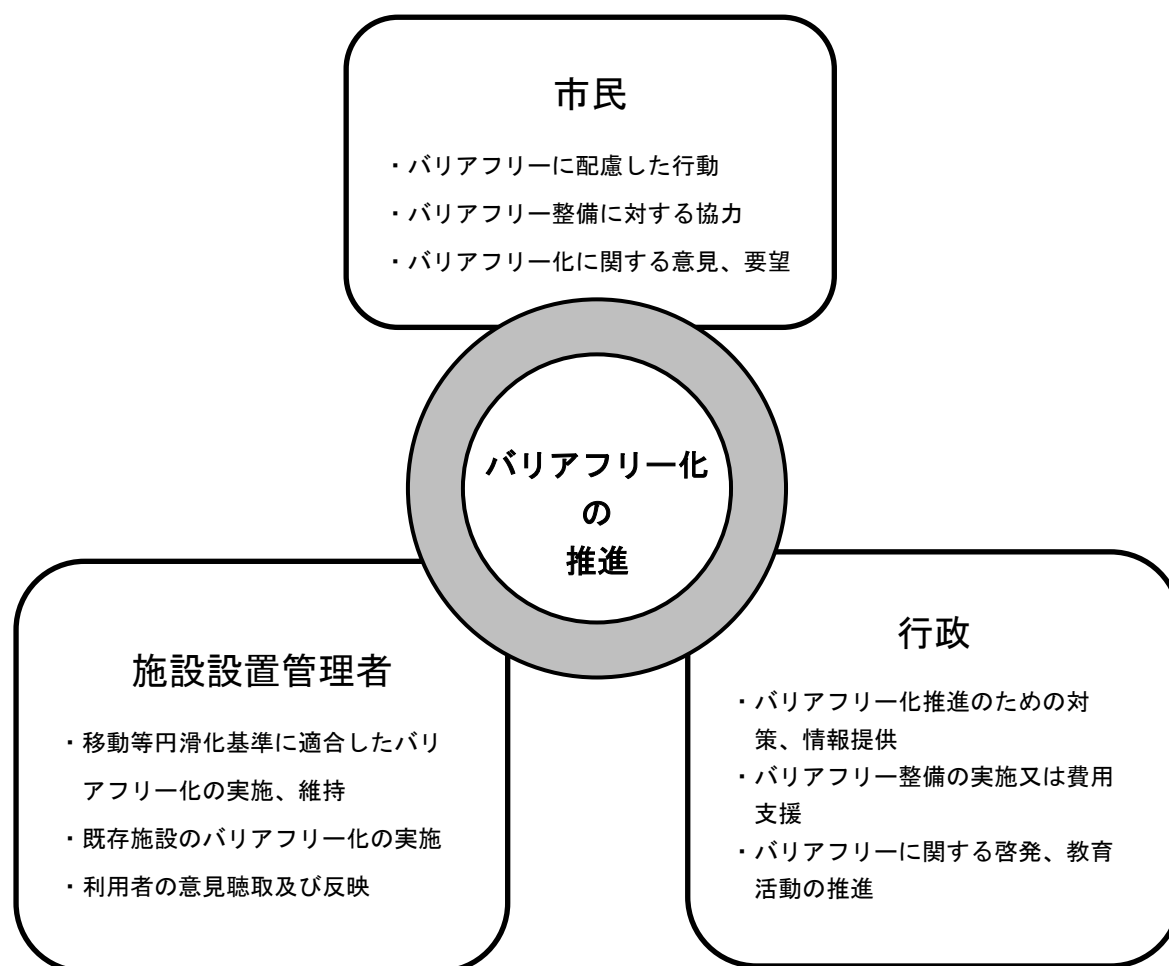 市民
・バリアフリーに配慮した行動
・バリアフリー整備に対する協力
・バリアフリー化に関する意見、要望
バリアフリー化
の
推進
施設設置管理者
・移動等円滑化基準に適合したバリ
アフリー化の実施、維持
・既存施設のバリアフリー化の実施
・利用者の意見聴取及び反映
行政
・バリアフリー化推進のための対
策、情報提供
・バリアフリー整備の実施又は費用
支援
・バリアフリーに関する啓発、教育
活動の推進